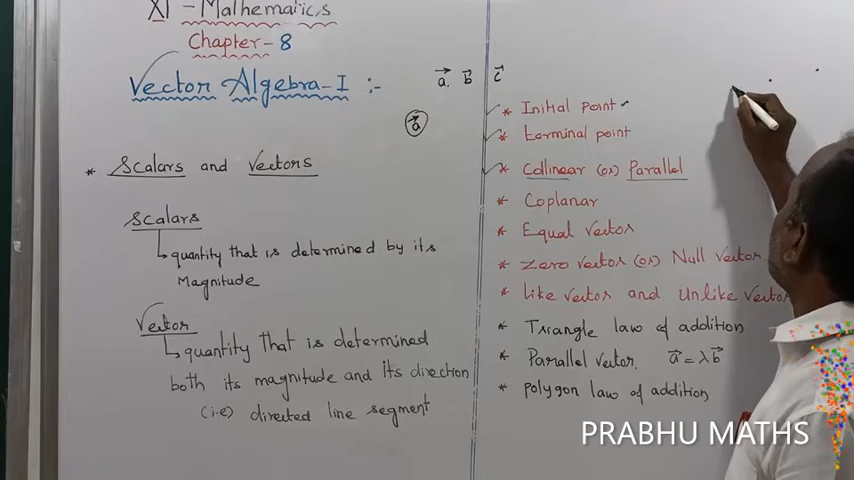 XI - Mathematics
Chapter - 8
Vector Algebra - I :-
a⃗. b⃗ c⃗
a⃗
* Scalars and Vectors
Scalars
quantity that is determined by its
Magnitude
Vector
quantity that is determined
both its magnitude and its direction
(i.e) directed line segment
* Initial point
* terminal point
* Collinear (or) Parallel
* Coplanar
* Equal Vector
* Zero Vector (or) Null Vector
* Like Vector and Unlike Vector
* Triangle law of addition
* Parallel Vector. a⃗ = λb⃗
* polygon law of addition
PRABHU MATHS